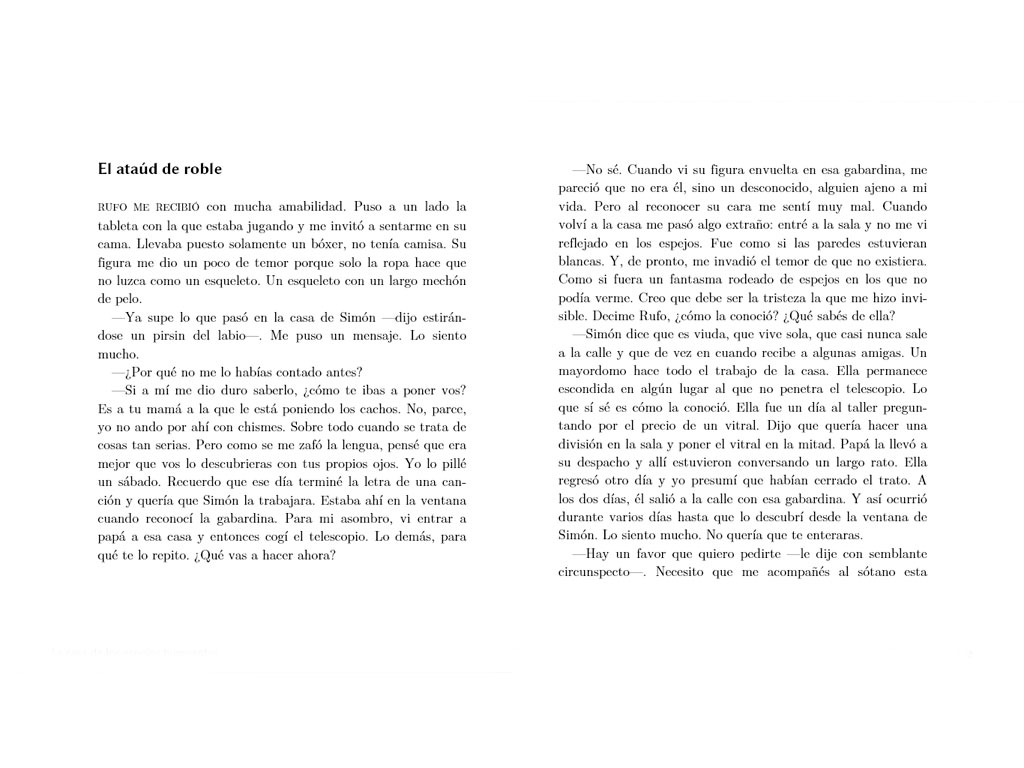 El ataúd de roble
RUFO ME RECIBIÓ con mucha amabilidad. Puso a un lado la
tableta con la que estaba jugando y me invitó a sentarme en su
cama. Llevaba puesto solamente un bóxer, no tenía camisa. Su
figura me dio un poco de temor porque solo la ropa hace que
no luzca como un esqueleto. Un esqueleto con un largo mechón
de pelo.
—Ya supe lo que pasó en la casa de Simón —dijo estirán-
dose un pirsin del labio—. Me puso un mensaje. Lo siento
mucho.
—¿Por qué no me lo habías contado antes?
—Si a mí me dio duro saberlo, ¿cómo te ibas a poner vos?
Es a tu mamá a la que le está poniendo los cachos. No, parce,
yo no ando por ahí con chismes. Sobre todo cuando se trata de
cosas tan serias. Pero como se me zafó la lengua, pensé que era
mejor que vos lo descubrieras con tus propios ojos. Yo lo pillé
un sábado. Recuerdo que ese día terminé la letra de una can-
ción y quería que Simón la trabajara. Estaba ahí en la ventana
cuando reconocí la gabardina. Para mi asombro, vi entrar a
papá a esa casa y entonces cogí el telescopio. Lo demás, para
qué te lo repito. ¿Qué vas a hacer ahora?
—No sé. Cuando vi su figura envuelta en esa gabardina, me
pareció que no era él, sino un desconocido, alguien ajeno a mi
vida. Pero al reconocer su cara me sentí muy mal. Cuando
volví a la casa me pasó algo extraño: entré a la sala y no me vi
reflejado en los espejos. Fue como si las paredes estuvieran
blancas. Y, de pronto, me invadió el temor de que no existiera.
Como si fuera un fantasma rodeado de espejos en los que no
podía verme. Creo que debe ser la tristeza la que me hizo invi-
sible. Decime Rufo, ¿cómo la conoció? ¿Qué sabés de ella?
—Simón dice que es viuda, que vive sola, que casi nunca sale
a la calle y que de vez en cuando recibe a algunas amigas. Un
mayordomo hace todo el trabajo de la casa. Ella permanece
escondida en algún lugar al que no penetra el telescopio. Lo
que sí sé es cómo la conoció. Ella fue un día al taller pregun-
tando por el precio de un vitral. Dijo que quería hacer una
división en la sala y poner el vitral en la mitad. Papá la llevó a
su despacho y allí estuvieron conversando un largo rato. Ella
regresó otro día y yo presumí que habían cerrado el trato. A
los dos días, él salió a la calle con esa gabardina. Y así ocurrió
durante varios días hasta que lo descubrí desde la ventana de
Simón. Lo siento mucho. No quería que te enteraras.
—Hay un favor que quiero pedirte —le dije con semblante
circunspecto—. Necesito que me acompañés al sótano esta